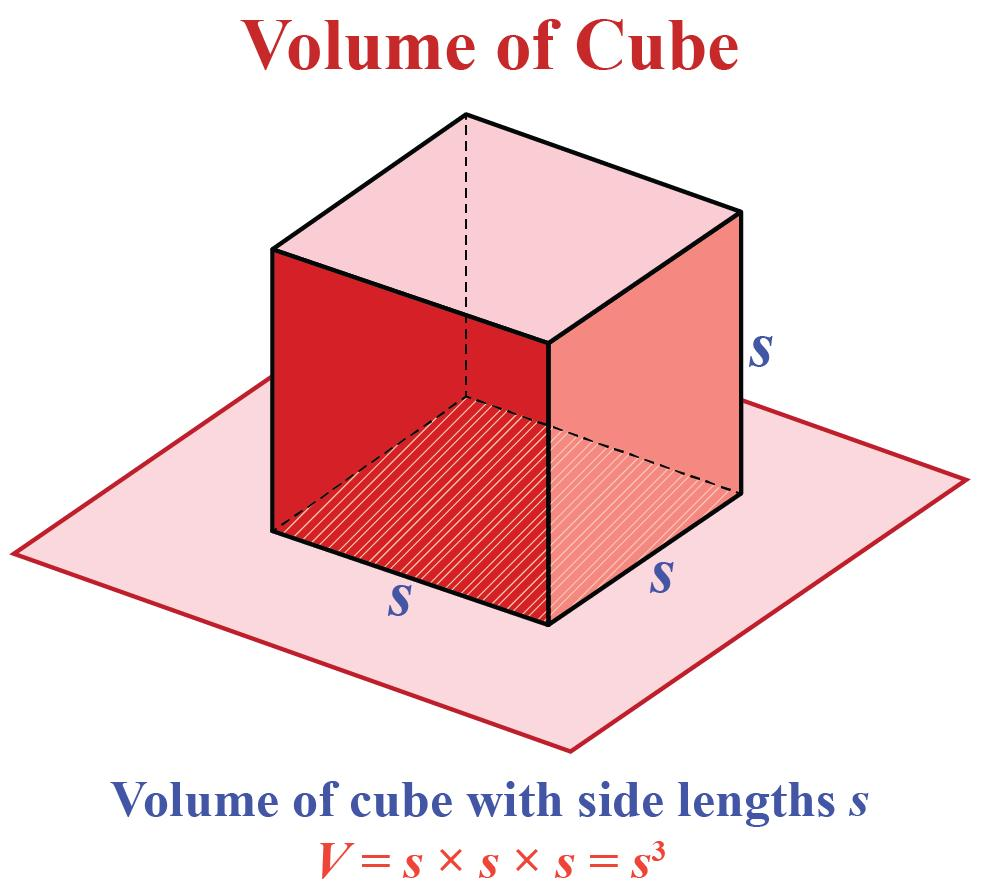 Volume of Cube
s
s
s
Volume of cube with side lengths s
V = s × s × s = s³